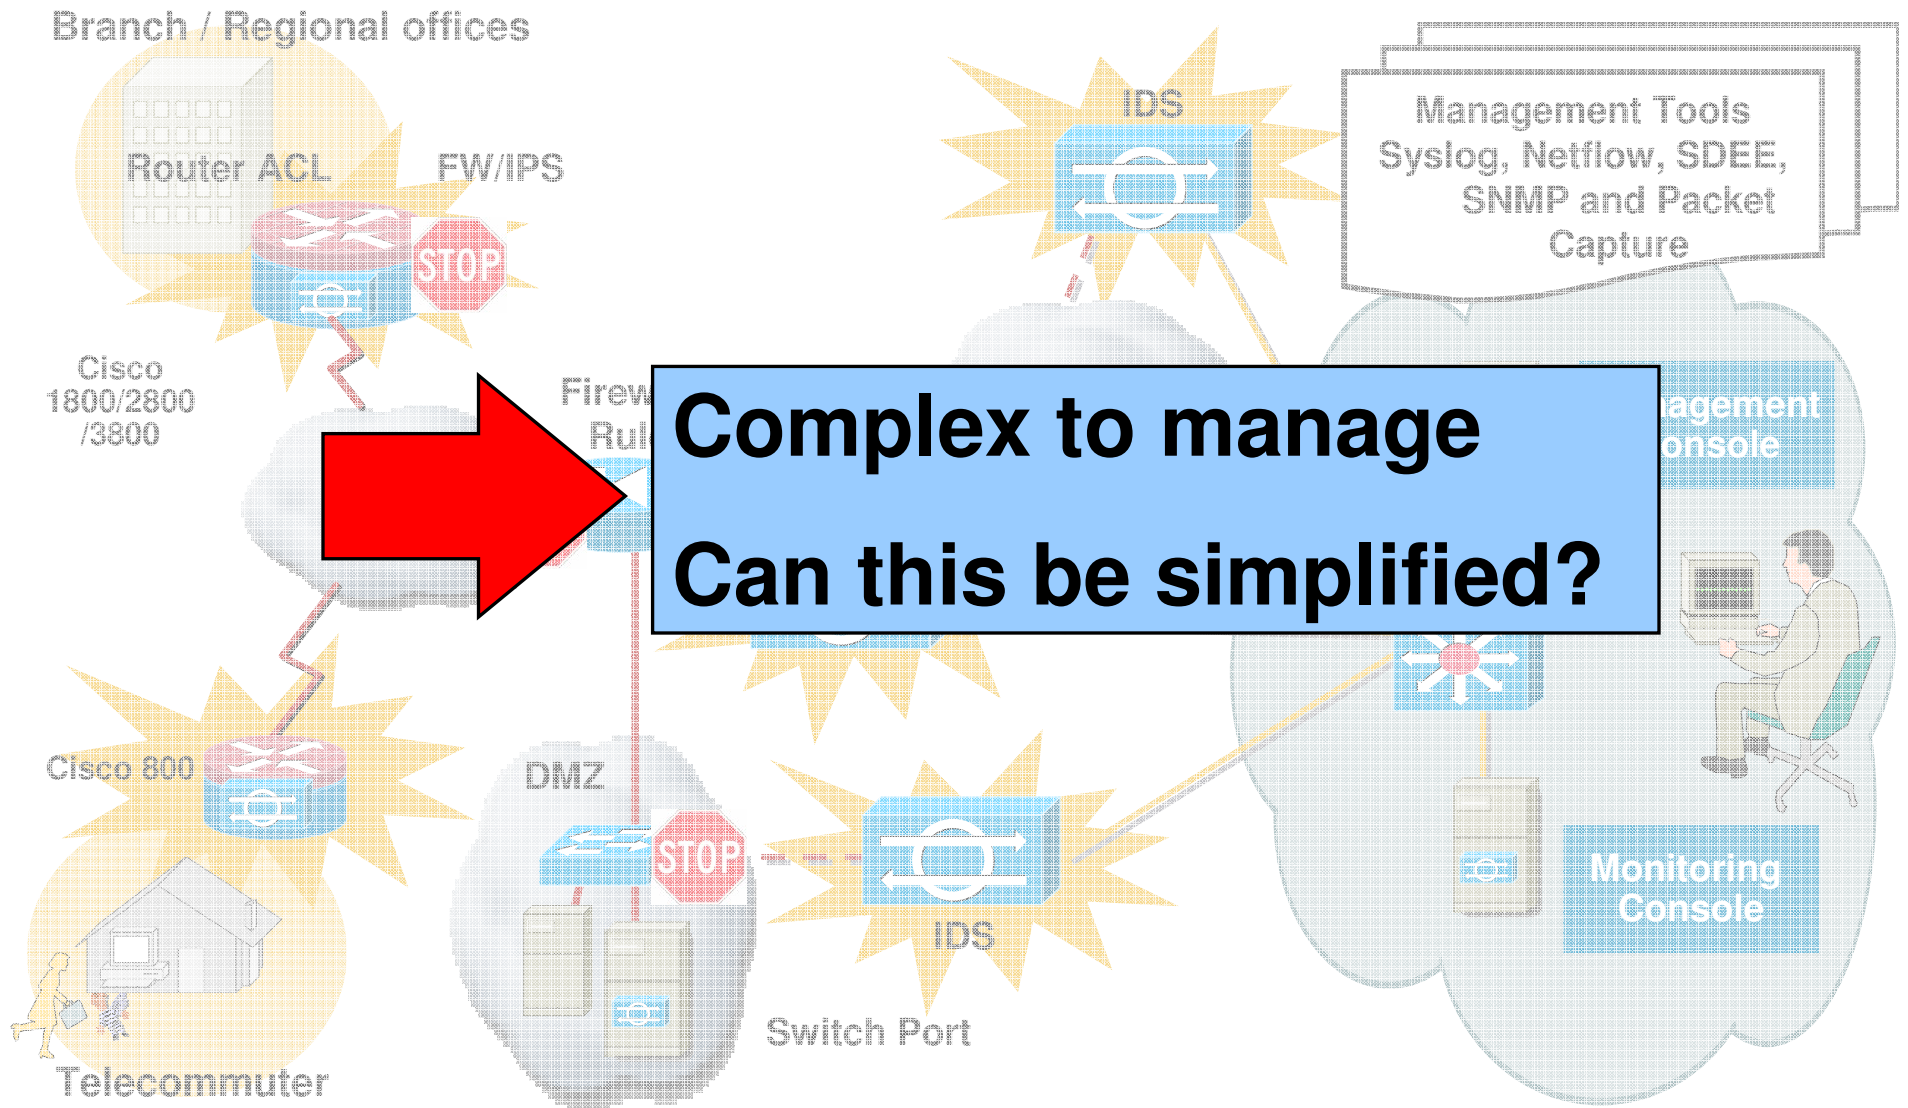 Branch / Regional offices
Router ACL
FW/IPS
STOP
IDS
Management Tools
Syslog, Netflow, SDEE,
SNMP and Packet
Capture
Cisco
1800/2800
/3800
Complex to manage
Can this be simplified?
Console
Cisco 800
DMZ
STOP
IDS
Switch Port
Monitoring
Console
Telecommuter